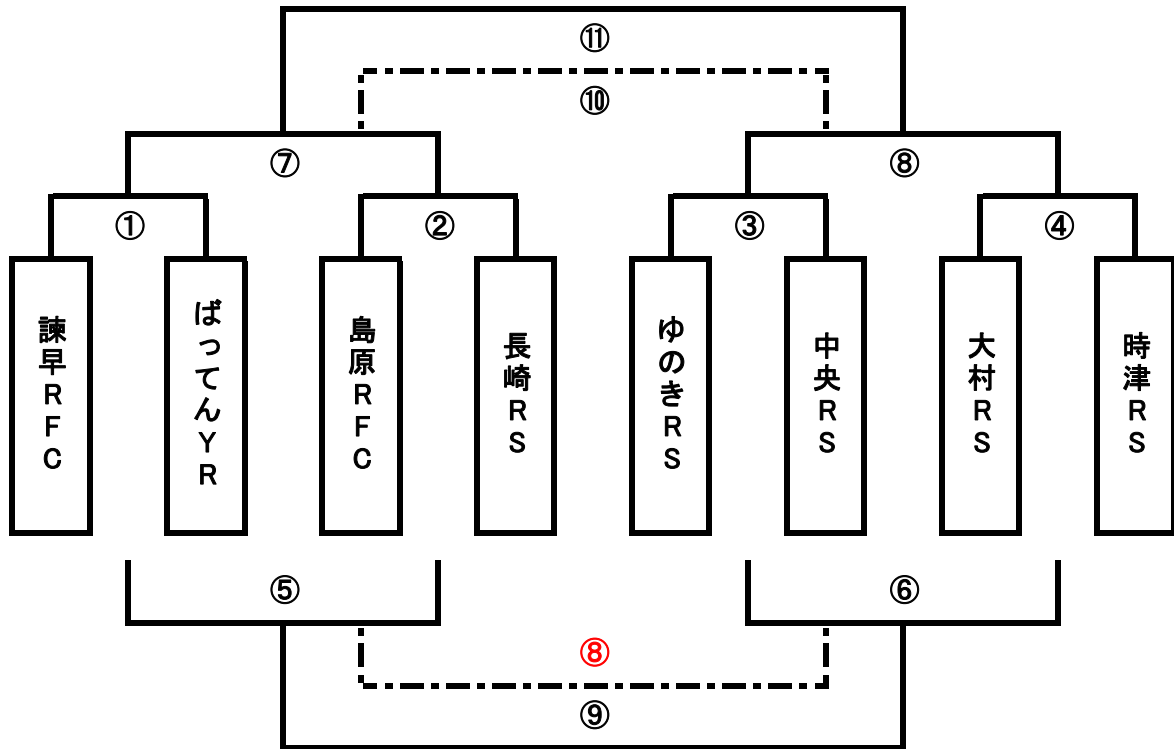 ⑪
⑩
⑦
⑧
①
②
③
④
諫早RFC
ばってんYR
島原RFC
長崎RS
ゆのきRS
中央RS
大村RS
時津RS
⑤
⑥
⑧
⑨